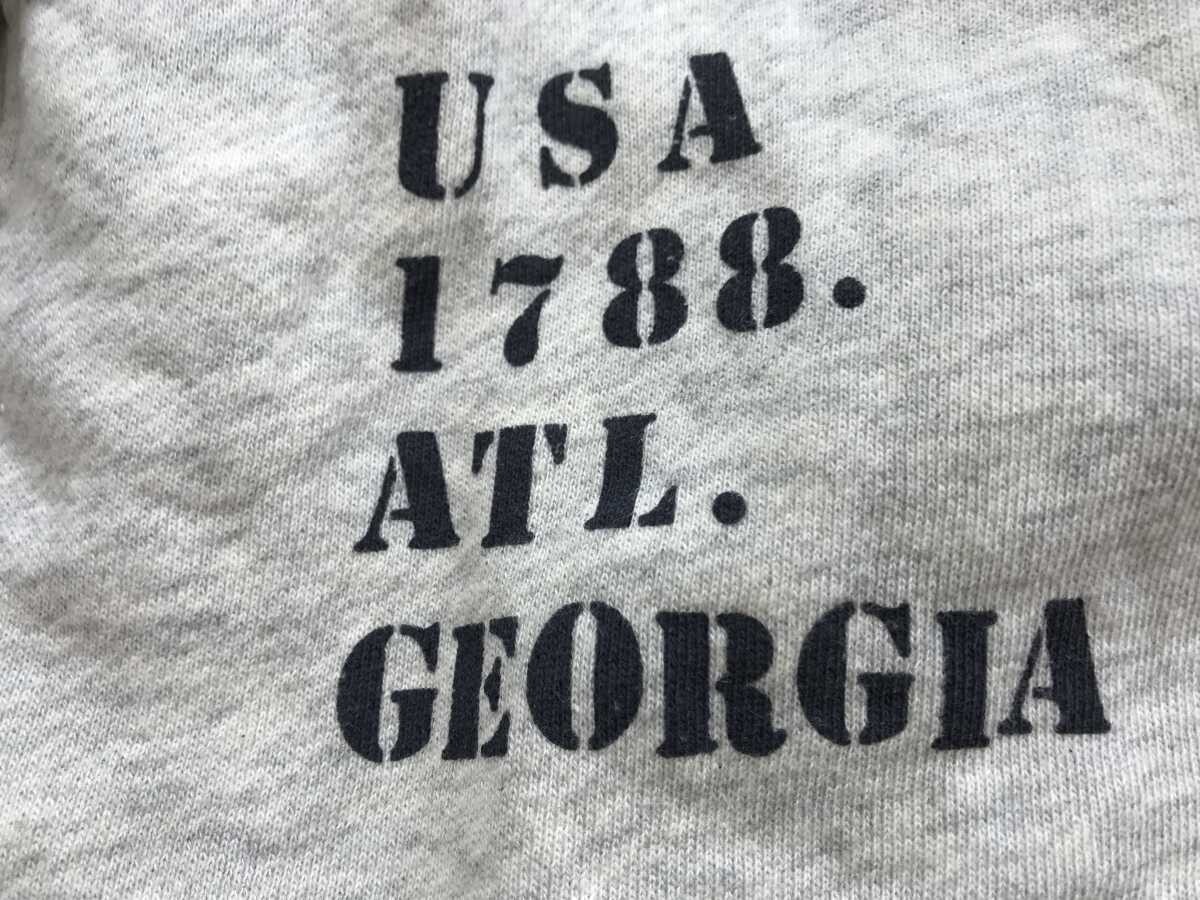 USA
1788.
ATL.
GEORGIA